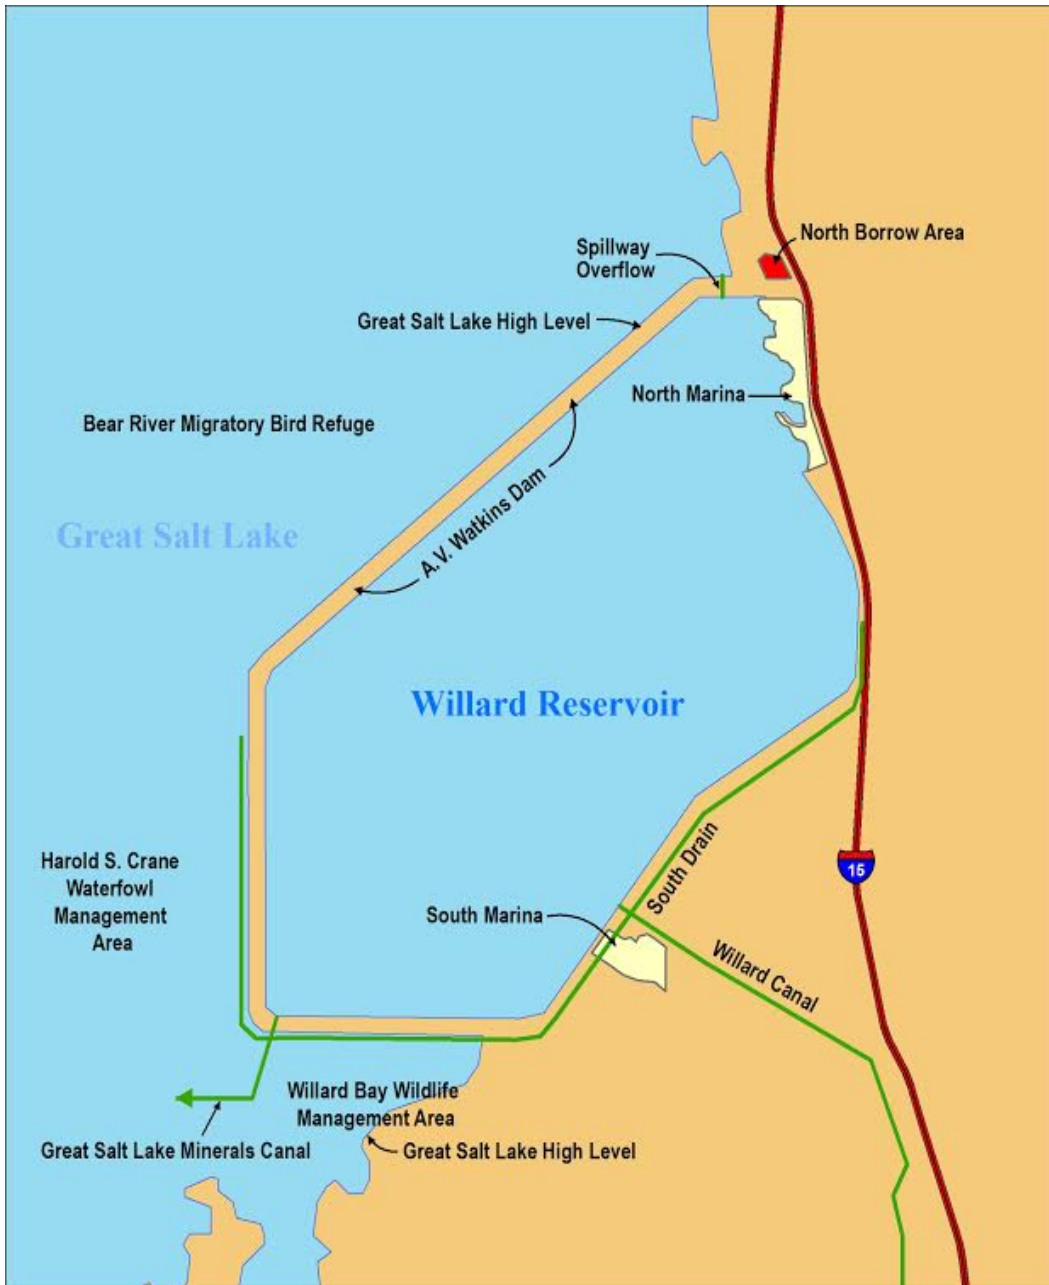 North Borrow Area
Spillway
Overflow
Great Salt Lake High Level
North Marina
Bear River Migratory Bird Refuge
A.V. Watkins Dam
Great Salt Lake
Willard Reservoir
Harold S. Crane
Waterfowl
Management
Area
15
South Drain
South Marina
Willard Canal
Willard Bay Wildlife
Management Area
Great Salt Lake Minerals Canal
Great Salt Lake High Level